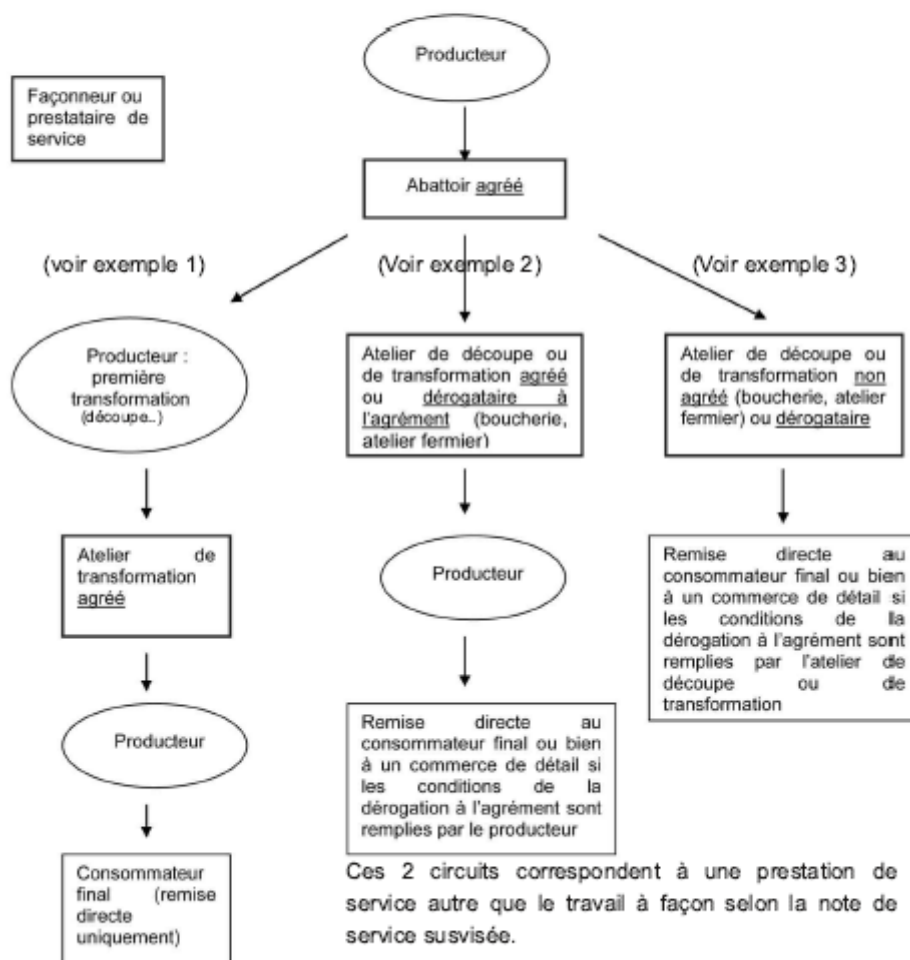 Producteur
Façonneur ou
prestataire de
service
Abattoir agréé
(voir exemple 1)
(Voir exemple 2)
(Voir exemple 3)
Producteur :
première
transformation
(découpe...)
Atelier de découpe ou
de transformation agréé
ou dérogataire à
l'agrément (boucherie,
atelier fermier)
Atelier de découpe ou
de transformation non
agréé (boucherie, atelier
fermier) ou dérogataire
Atelier de
transformation
agréé
Producteur
Remise directe au
consommateur final ou bien
à un commerce de détail si
les conditions de lla
dérogation à l'agrément sont
remplies par l'atelier de
découpe ou de
transformation
Producteur
Remise directe au
consommateur final ou bien
à un commerce de détail si
les conditions de la
dérogation à l'agrément sont
remplies par le producteur
Consommateur
final (remise
directe
uniquement)
Ces 2 circuits correspondent à une prestation de
service autre que le travail à façon selon la note de
service susvisée.